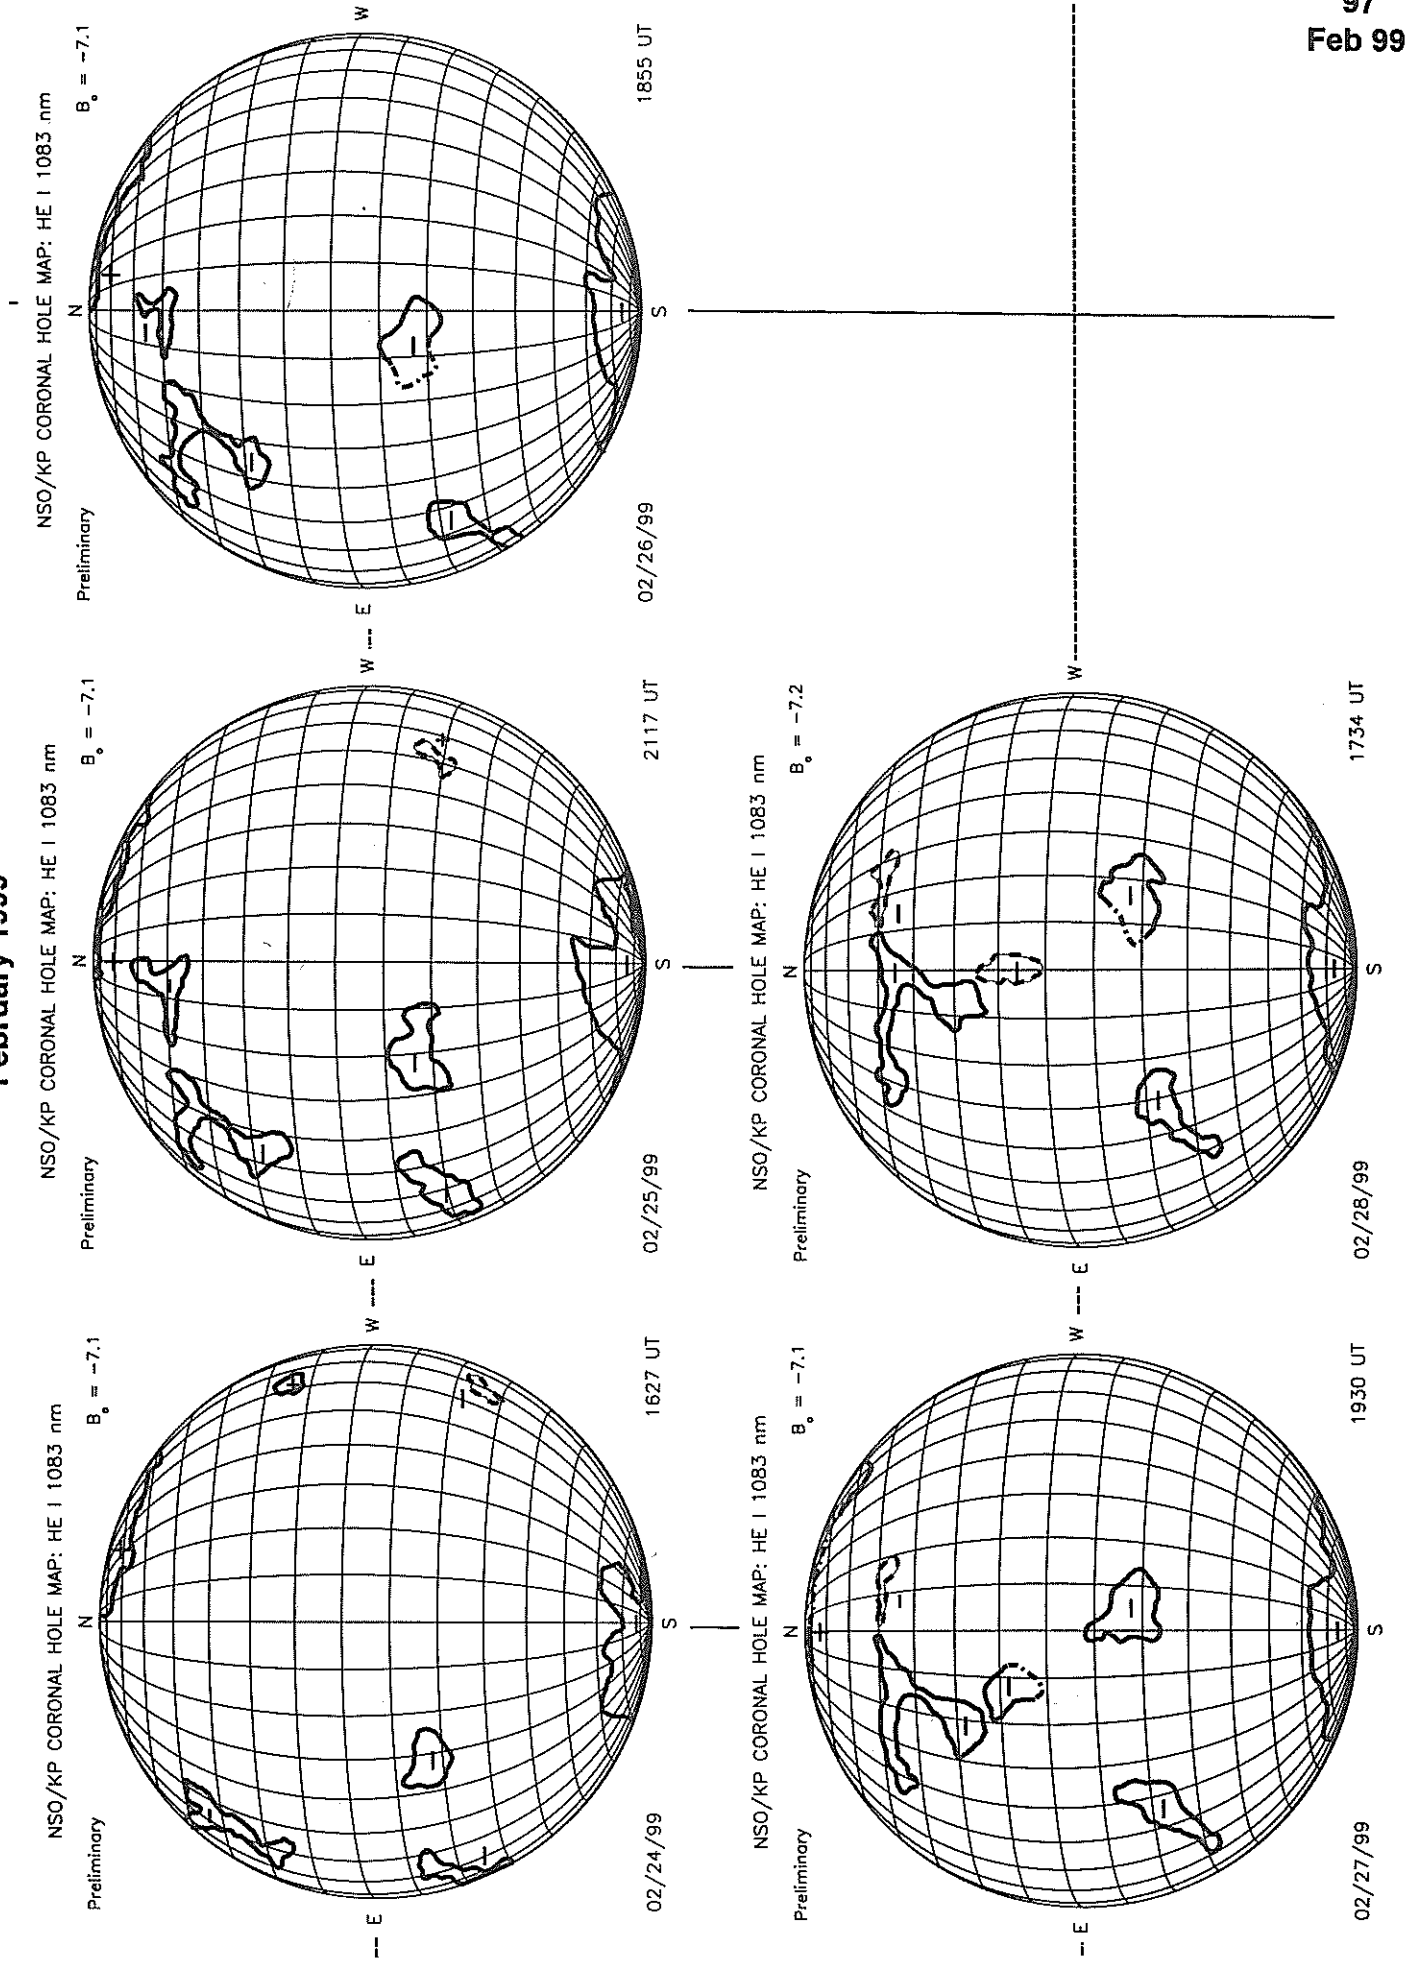 97
Feb 99
February 1999
NSO/KP CORONAL HOLE MAP: HE I 1083 nm
Preliminary
B₀ = −7.1
N
E
W
S
02/24/99
1627 UT
NSO/KP CORONAL HOLE MAP: HE I 1083 nm
Preliminary
B₀ = −7.1
N
E
W
S
02/25/99
2117 UT
NSO/KP CORONAL HOLE MAP: HE I 1083 nm
Preliminary
B₀ = −7.1
N
E
W
S
02/26/99
1855 UT
NSO/KP CORONAL HOLE MAP: HE I 1083 nm
Preliminary
B₀ = −7.1
N
E
W
S
02/27/99
1930 UT
NSO/KP CORONAL HOLE MAP: HE I 1083 nm
Preliminary
B₀ = −7.2
N
E
W
S
02/28/99
1734 UT